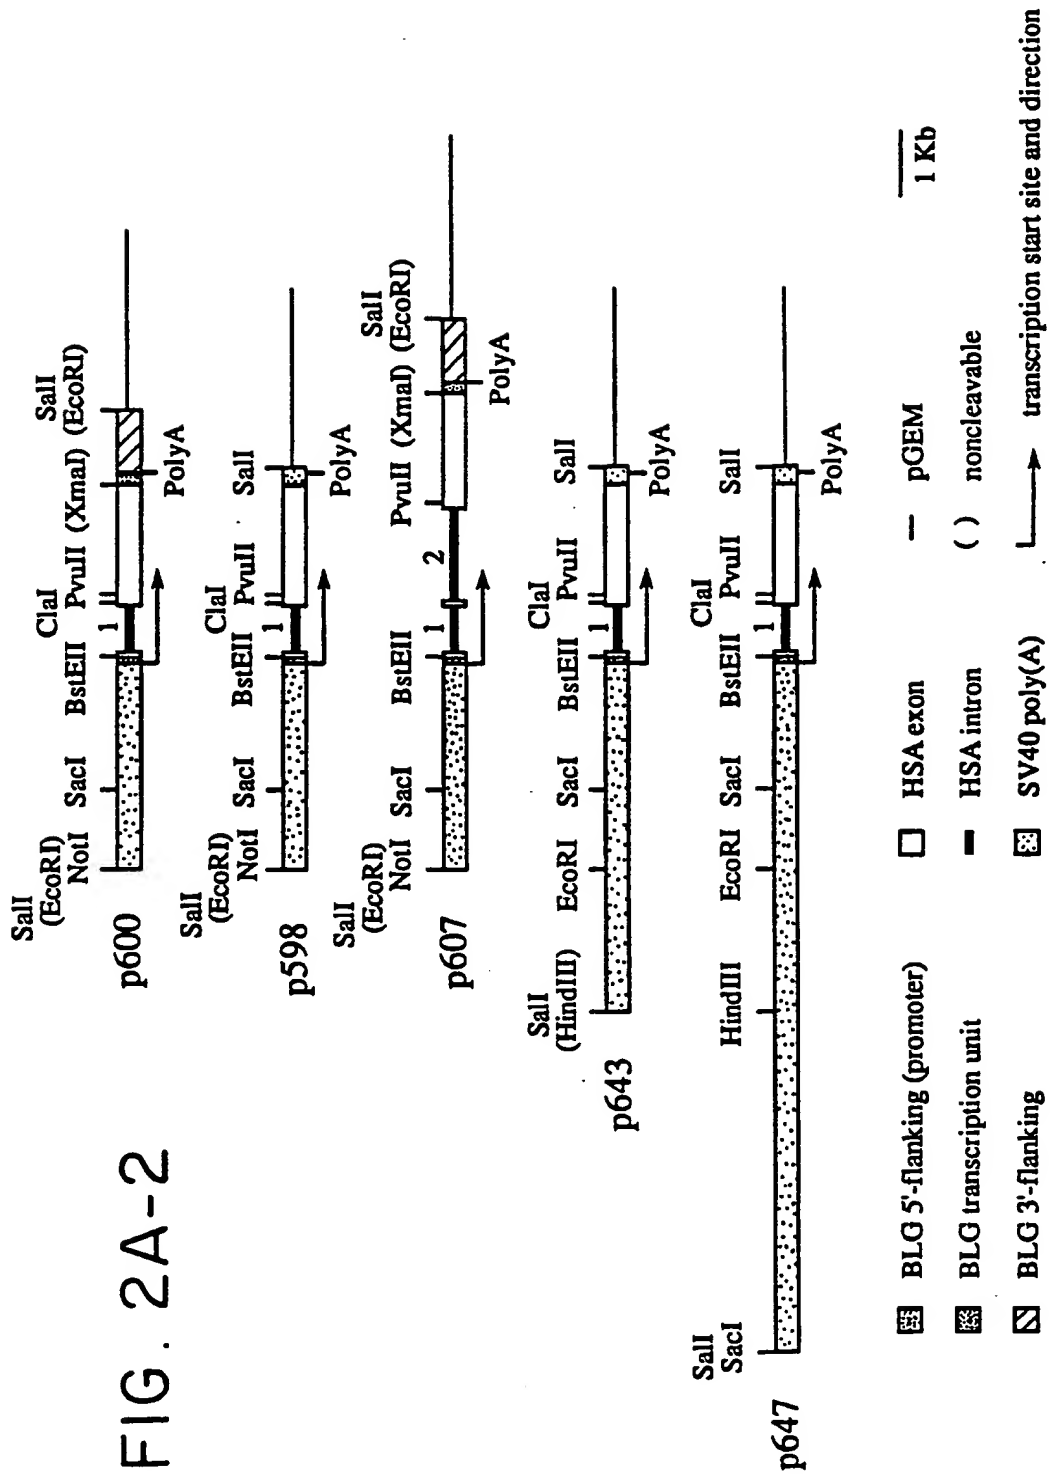 FIG. 2A-2
SalI
(EcoRI)
NotI SacI BstEII ClaI PvuII (XmaI) SalI (EcoRI)
p600
1
PolyA
SalI
(EcoRI)
NotI SacI BstEII ClaI PvuII SalI
p598
1
PolyA
SalI
(EcoRI)
NotI SacI BstEII PvuII (XmaI) SalI (EcoRI)
p607
1 2
PolyA
SalI
(HindIII) EcoRI SacI BstEII ClaI PvuII SalI
p643
1
PolyA
SalI
SacI HindIII EcoRI SacI BstEII ClaI PvuII SalI
p647
1
PolyA
BLG 5'-flanking (promoter) HSA exon pGEM 1 Kb
BLG transcription unit HSA intron ( ) noncleavable
BLG 3'-flanking SV40 poly(A) transcription start site and direction